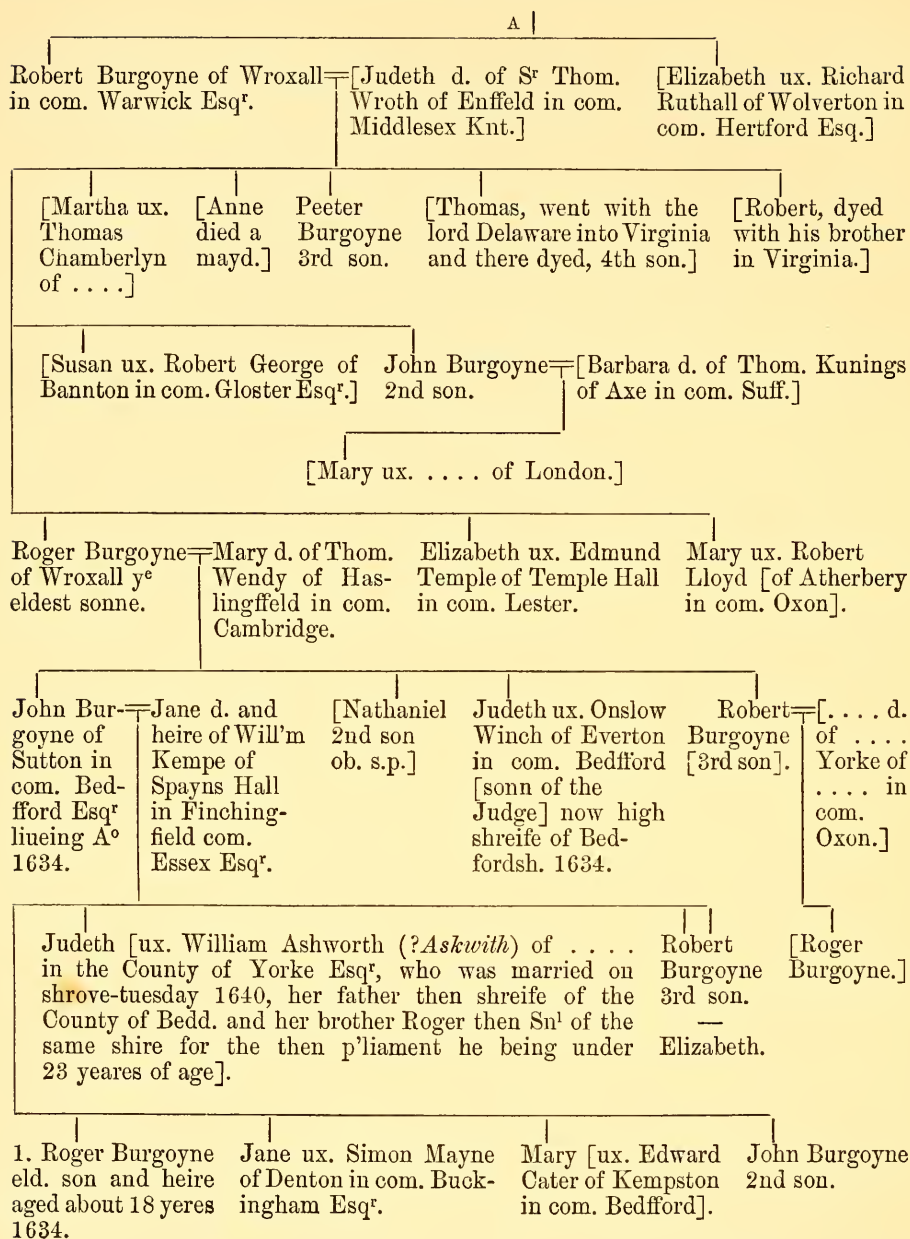 A
Robert Burgoyne of Wroxall
in com. Warwick Esqr.
[Judeth d. of Sr Thom.
Wroth of Enffeld in com.
Middlesex Knt.]
[Elizabeth ux. Richard
Ruthall of Wolverton in
com. Hertford Esq.]
[Martha ux.
Thomas
Chamberlyn
of . . . .]
[Anne
died a
mayd.]
Peeter
Burgoyne
3rd son.
[Thomas, went with the
lord Delaware into Virginia
and there dyed, 4th son.]
[Robert, dyed
with his brother
in Virginia.]
[Susan ux. Robert George of
Bannton in com. Gloster Esqr.]
John Burgoyne
2nd son.
[Barbara d. of Thom. Kunings
of Axe in com. Suff.]
[Mary ux. . . . . of London.]
Roger Burgoyne
of Wroxall ye
eldest sonne.
Mary d. of Thom.
Wendy of Has-
lingffeld in com.
Cambridge.
Elizabeth ux. Edmund
Temple of Temple Hall
in com. Lester.
Mary ux. Robert
Lloyd [of Atherbery
in com. Oxon].
John Bur-
goyne of
Sutton in
com. Bed-
fford Esqr
liueing Ao
1634.
Jane d. and
heire of Will'm
Kempe of
Spayns Hall
in Finching-
field com.
Essex Esqr.
[Nathaniel
2nd son
ob. s.p.]
Judeth ux. Onslow
Winch of Everton
in com. Bedfford
[sonn of the
Judge] now high
shreife of Bed-
fordsh. 1634.
Robert
Burgoyne
[3rd son].
[. . . . d.
of . . . .
Yorke of
. . . . in
com.
Oxon.]
Judeth [ux. William Ashworth (?Askwith) of . . . .
in the County of Yorke Esqr, who was married on
shrove-tuesday 1640, her father then shreife of the
County of Bedd. and her brother Roger then Sn1 of the
same shire for the then p'liament he being under
23 yeares of age].
Robert
Burgoyne
3rd son.
—
Elizabeth.
[Roger
Burgoyne.]
1. Roger Burgoyne
eld. son and heire
aged about 18 yeres
1634.
Jane ux. Simon Mayne
of Denton in com. Buck-
ingham Esqr.
Mary [ux. Edward
Cater of Kempston
in com. Bedfford].
John Burgoyne
2nd son.